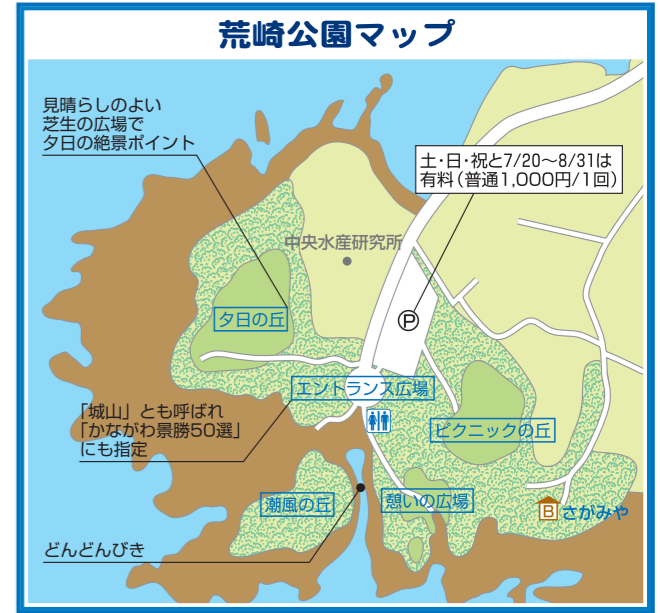 荒崎公園マップ
見晴らしのよい
芝生の広場で
夕日の絶景ポイント
土・日・祝と7/20〜8/31は
有料（普通1,000円/1回）
中央水産研究所
P
夕日の丘
エントランス広場
「城山」とも呼ばれ
「かながわ景勝50選」
にも指定
ピクニックの丘
潮風の丘
憩いの広場
B さがみや
どんどんびき